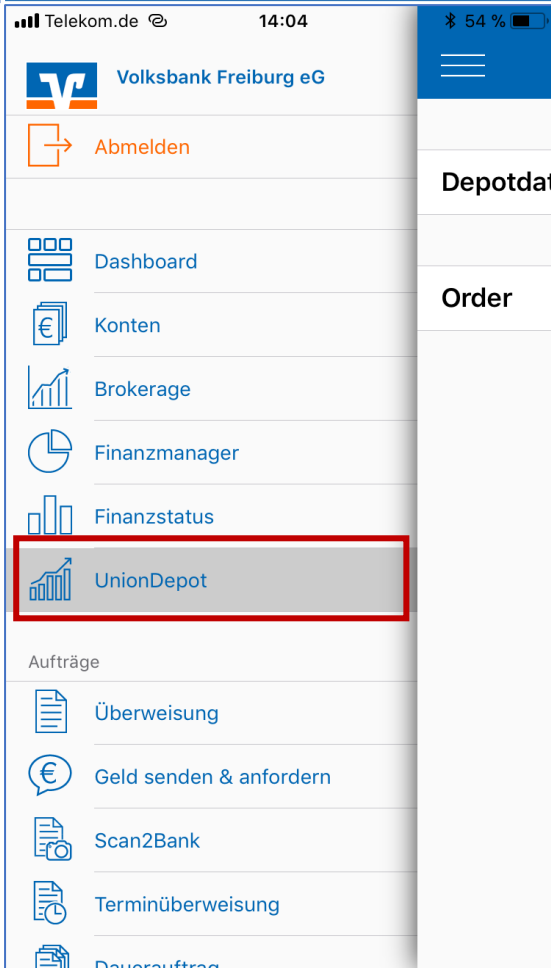 Telekom.de 14:04 54 %
Volksbank Freiburg eG
Abmelden
Depotdat
Dashboard
Order
Konten
Brokerage
Finanzmanager
Finanzstatus
UnionDepot
Aufträge
Überweisung
Geld senden & anfordern
Scan2Bank
Terminüberweisung
Dauerauftrag